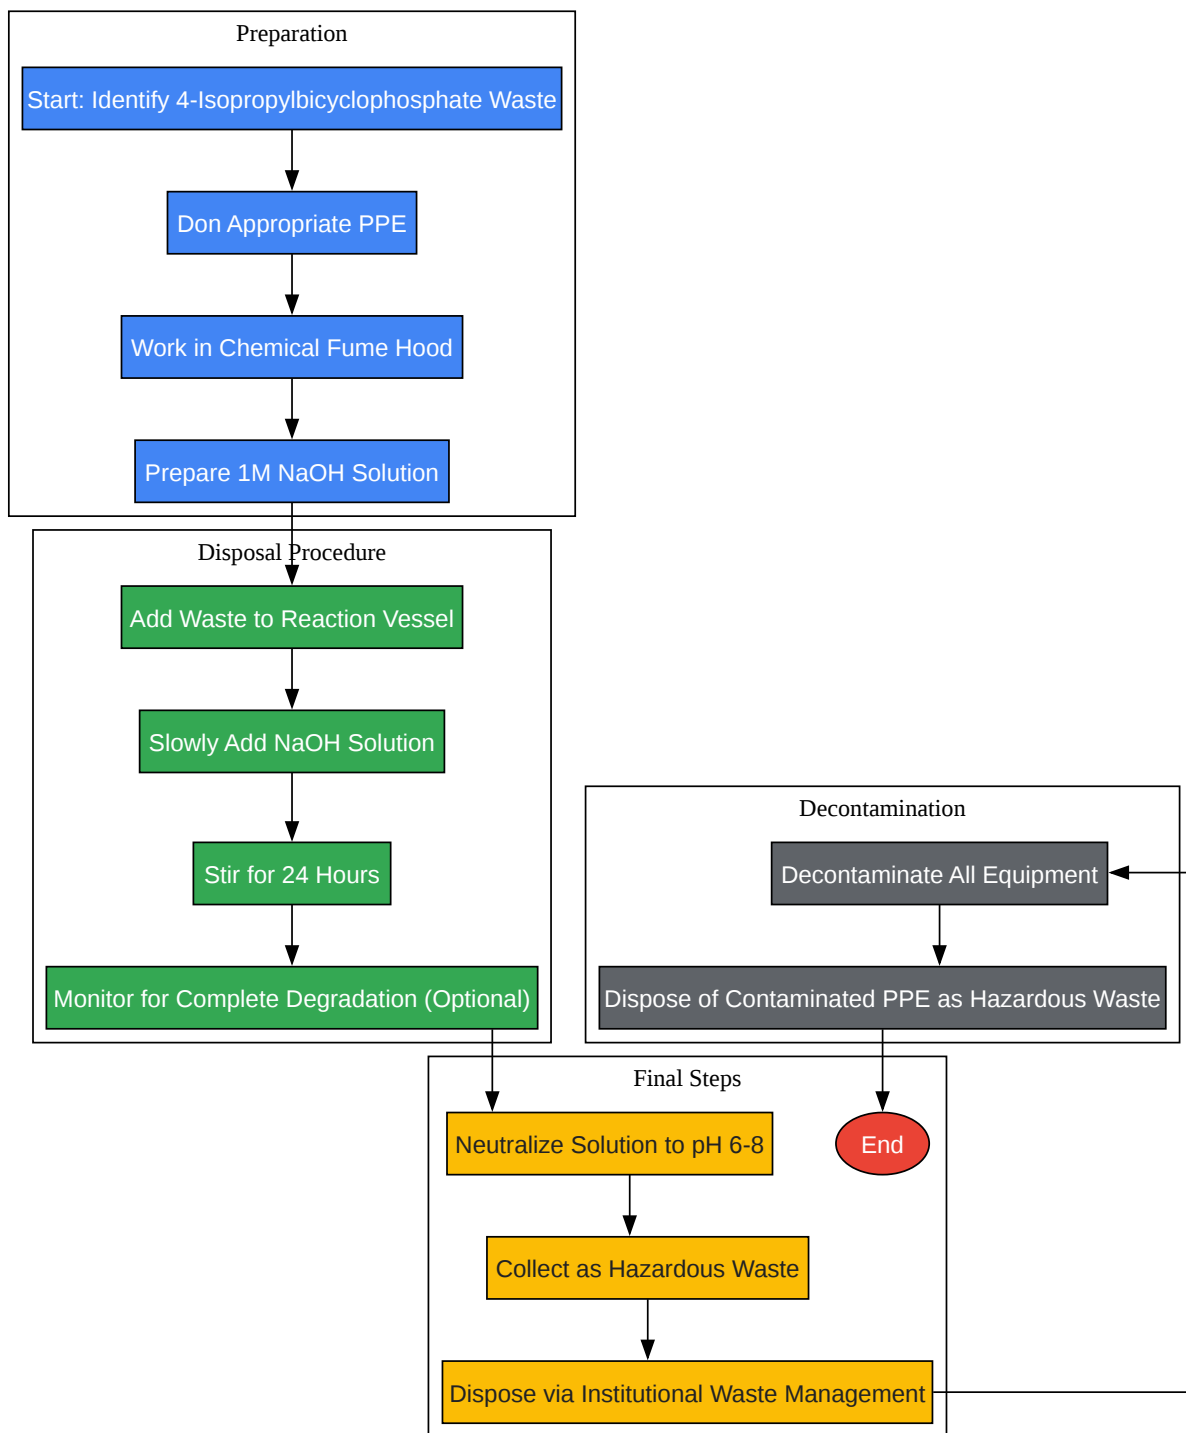 Preparation
Start: Identify 4-Isopropylbicyclophosphate Waste
Don Appropriate PPE
Work in Chemical Fume Hood
Prepare 1M NaOH Solution
Disposal Procedure
Add Waste to Reaction Vessel
Slowly Add NaOH Solution
Stir for 24 Hours
Monitor for Complete Degradation (Optional)
Decontamination
Decontaminate All Equipment
Dispose of Contaminated PPE as Hazardous Waste
Final Steps
Neutralize Solution to pH 6-8
End
Collect as Hazardous Waste
Dispose via Institutional Waste Management